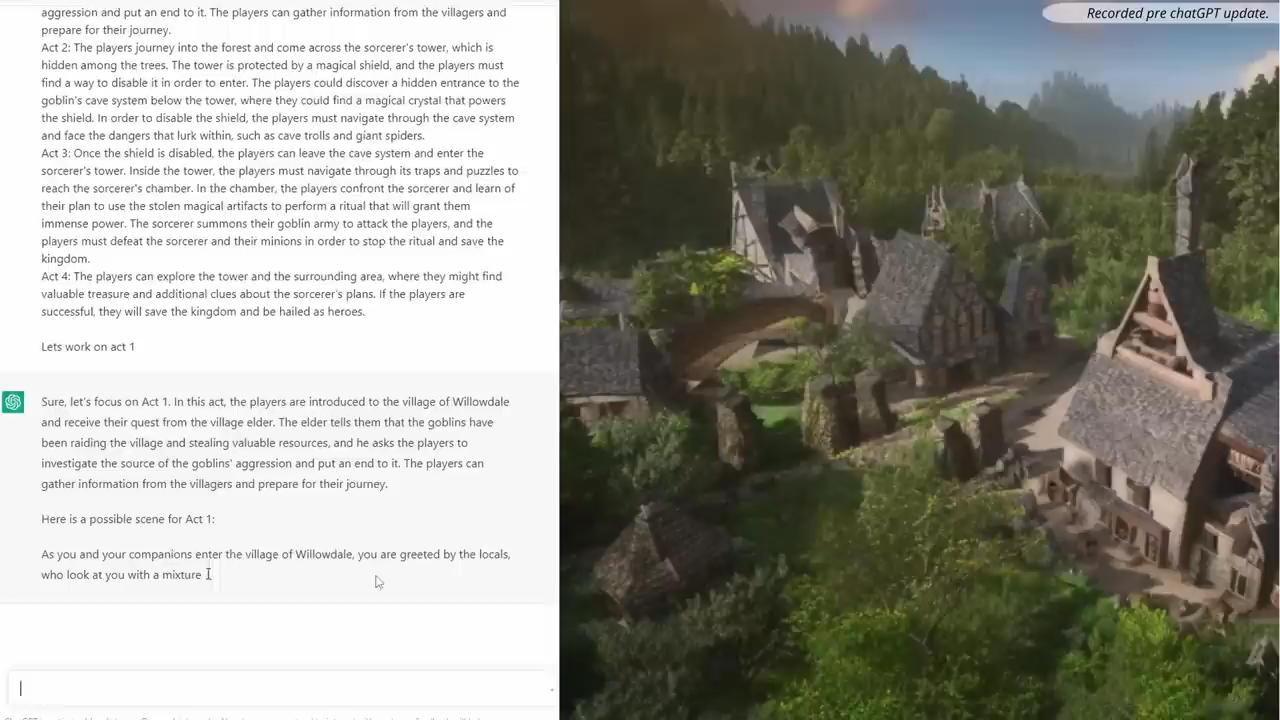 Recorded pre chatGPT update.
aggression and put an end to it. The players can gather information from the villagers and
prepare for their journey.
Act 2: The players journey into the forest and come across the sorcerer's tower, which is
hidden among the trees. The tower is protected by a magical shield, and the players must
find a way to disable it in order to enter. The players could discover a hidden entrance to the
goblin's cave system below the tower, where they could find a magical crystal that powers
the shield. In order to disable the shield, the players must navigate through the cave system
and face the dangers that lurk within, such as cave trolls and giant spiders.
Act 3: Once the shield is disabled, the players can leave the cave system and enter the
sorcerer's tower. Inside the tower, the players must navigate through its traps and puzzles to
reach the sorcerer's chamber. In the chamber, the players confront the sorcerer and learn of
their plan to use the stolen magical artifacts to perform a ritual that will grant them
immense power. The sorcerer summons their goblin army to attack the players, and the
players must defeat the sorcerer and their minions in order to stop the ritual and save the
kingdom.
Act 4: The players can explore the tower and the surrounding area, where they might find
valuable treasure and additional clues about the sorcerer's plans. If the players are
successful, they will save the kingdom and be hailed as heroes.
Lets work on act 1
Sure, let's focus on Act 1. In this act, the players are introduced to the village of Willowdale
and receive their quest from the village elder. The elder tells them that the goblins have
been raiding the village and stealing valuable resources, and he asks the players to
investigate the source of the goblins' aggression and put an end to it. The players can
gather information from the villagers and prepare for their journey.
Here is a possible scene for Act 1:
As you and your companions enter the village of Willowdale, you are greeted by the locals,
who look at you with a mixture